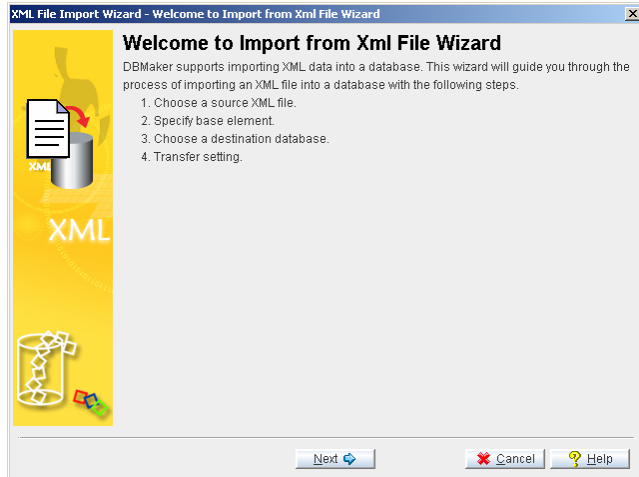 XML File Import Wizard - Welcome to Import from Xml File Wizard
Welcome to Import from Xml File Wizard
DBMaker supports importing XML data into a database. This wizard will guide you through the
process of importing an XML file into a database with the following steps.
1. Choose a source XML file.
2. Specify base element.
3. Choose a destination database.
4. Transfer setting.
XML
XML
Next
Cancel
Help